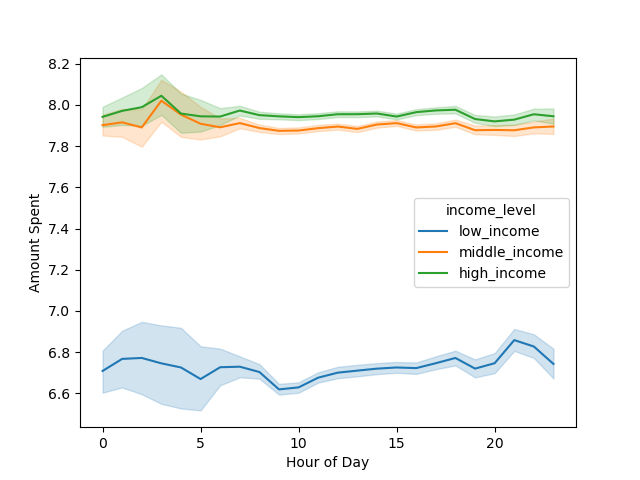 8.2
8.0
7.8
7.6
7.4
7.2
7.0
6.8
6.6
Amount Spent
income_level
low_income
middle_income
high_income
0 5 10 15 20
Hour of Day